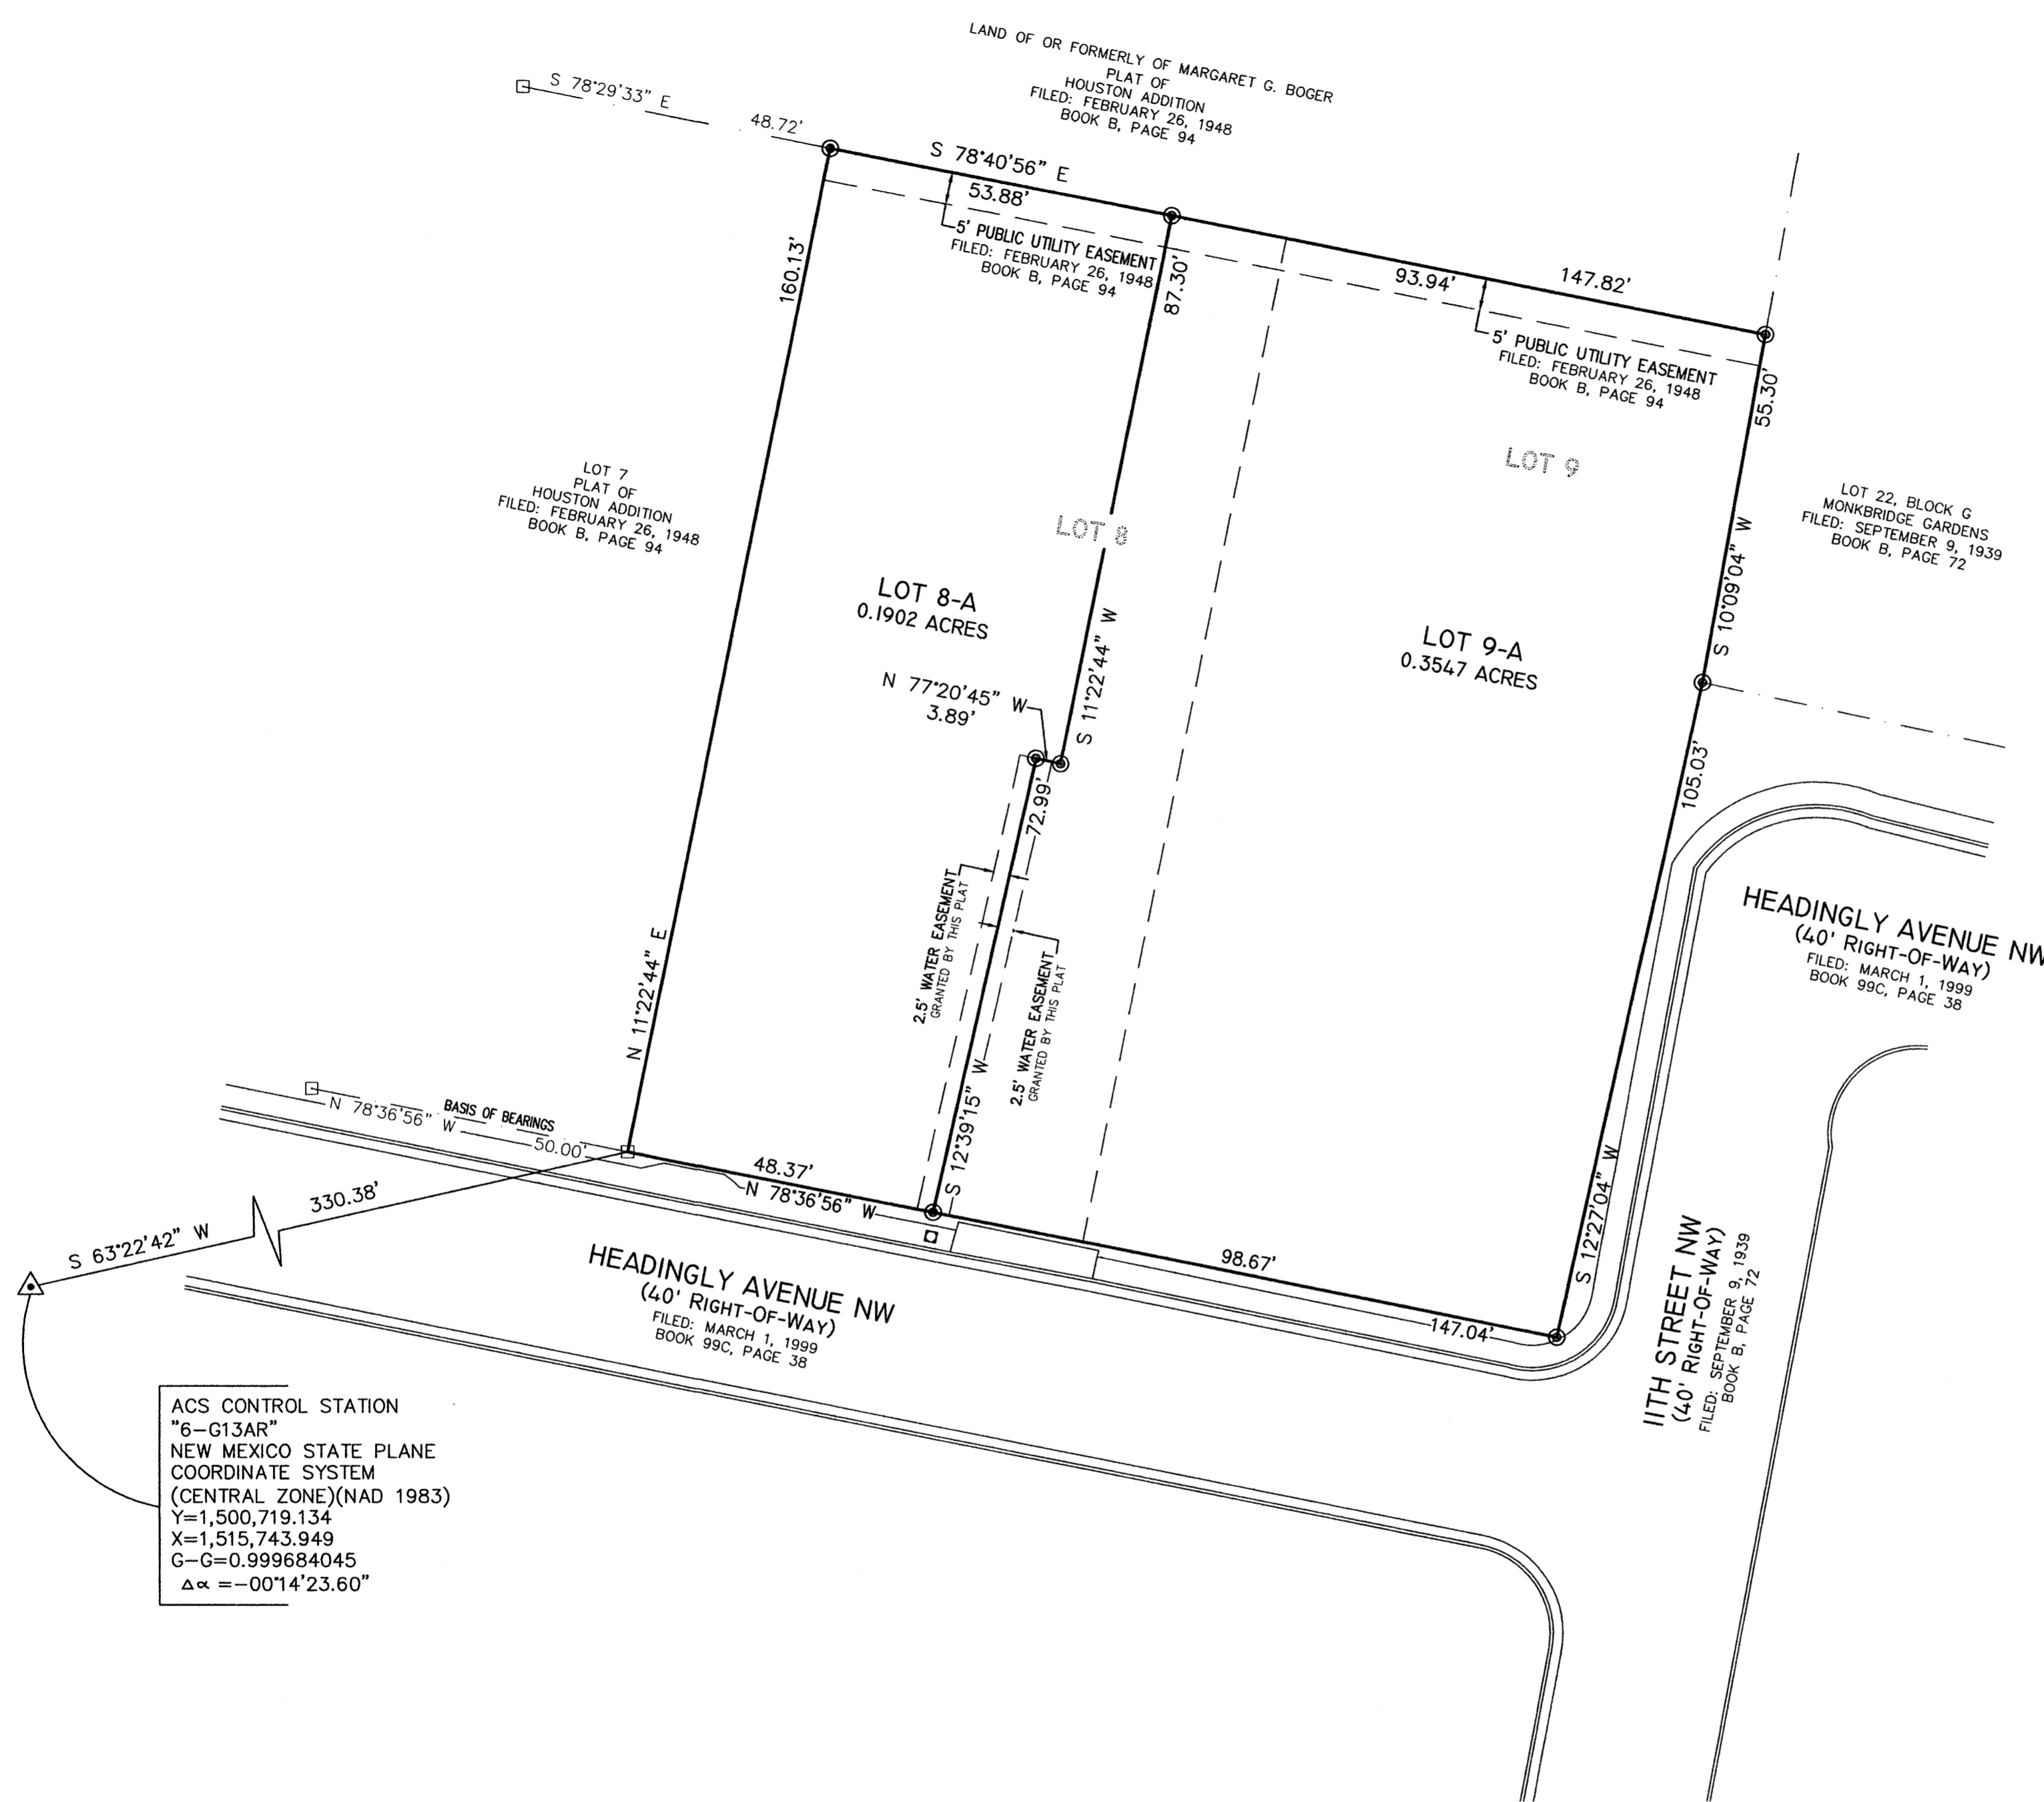 LAND OF OR FORMERLY OF MARGARET G. BOGER
PLAT OF
HOUSTON ADDITION
FILED: FEBRUARY 26, 1948
BOOK B, PAGE 94
S 78°29'33" E
48.72'
S 78°40'56" E
53.88'
5' PUBLIC UTILITY EASEMENT
FILED: FEBRUARY 26, 1948
BOOK B, PAGE 94
160.13'
87.30'
93.94'
147.82'
5' PUBLIC UTILITY EASEMENT
FILED: FEBRUARY 26, 1948
BOOK B, PAGE 94
55.30'
LOT 7
PLAT OF
HOUSTON ADDITION
FILED: FEBRUARY 26, 1948
BOOK B, PAGE 94
LOT 8
LOT 9
LOT 22, BLOCK G
MONKBRIDGE GARDENS
FILED: SEPTEMBER 9, 1939
BOOK B, PAGE 72
S 10°09'04" W
LOT 8-A
0.1902 ACRES
LOT 9-A
0.3547 ACRES
N 77°20'45" W
3.89'
S 11°22'44" W
72.99'
105.03'
2.5' WATER EASEMENT
GRANTED BY THIS PLAT
2.5' WATER EASEMENT
GRANTED BY THIS PLAT
HEADINGLY AVENUE NW
(40' RIGHT-OF-WAY)
FILED: MARCH 1, 1999
BOOK 99C, PAGE 38
N 11°22'44" E
S 12°39'15" W
S 12°27'04" W
BASIS OF BEARINGS
N 78°36'56" W
50.00'
48.37'
N 78°36'56" W
98.67'
147.04'
330.38'
S 63°22'42" W
HEADINGLY AVENUE NW
(40' RIGHT-OF-WAY)
FILED: MARCH 1, 1999
BOOK 99C, PAGE 38
11TH STREET NW
(40' RIGHT-OF-WAY)
FILED: SEPTEMBER 9, 1939
BOOK B, PAGE 72
ACS CONTROL STATION
"6-G13AR"
NEW MEXICO STATE PLANE
COORDINATE SYSTEM
(CENTRAL ZONE)(NAD 1983)
Y=1,500,719.134
X=1,515,743.949
G-G=0.999684045
Δ∝ =-00°14'23.60"